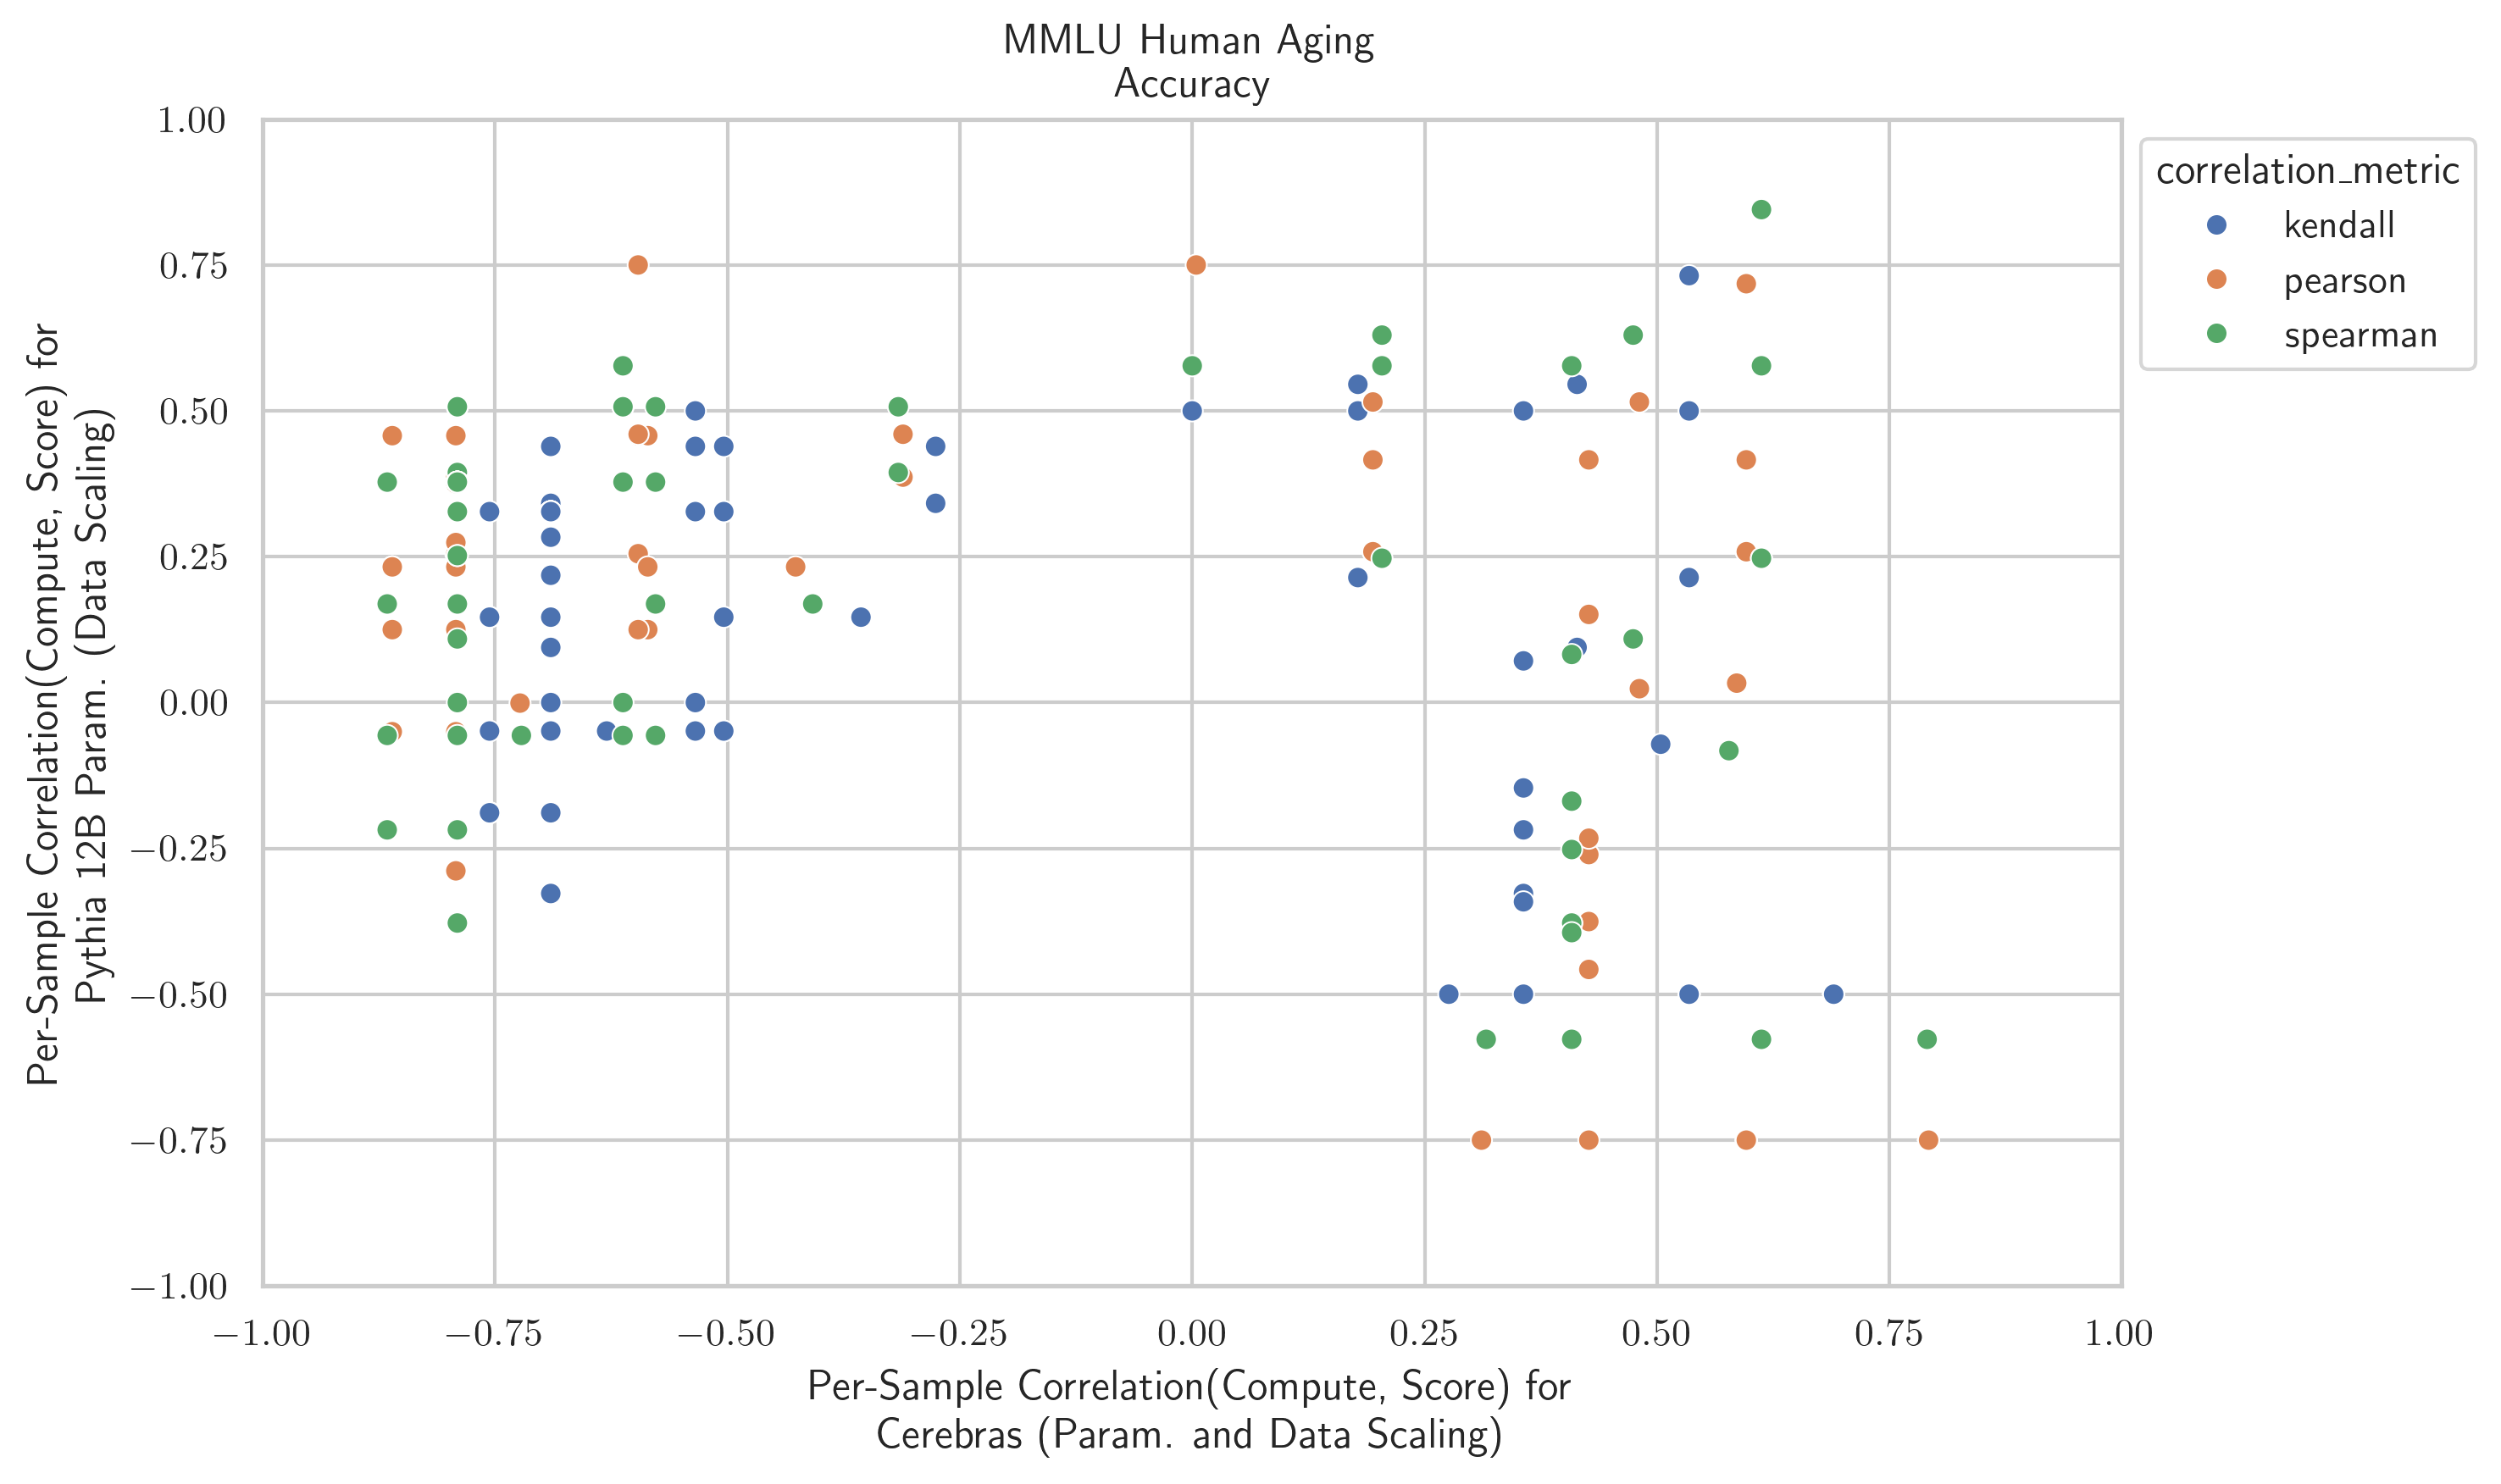 MMLU Human Aging
Accuracy
1.00
0.75
0.50
0.25
0.00
−0.25
−0.50
−0.75
−1.00
Per-Sample Correlation(Compute, Score) for
Pythia 12B Param. (Data Scaling)
−1.00
−0.75
−0.50
−0.25
0.00
0.25
0.50
0.75
1.00
Per-Sample Correlation(Compute, Score) for
Cerebras (Param. and Data Scaling)
correlation_metric
kendall
pearson
spearman